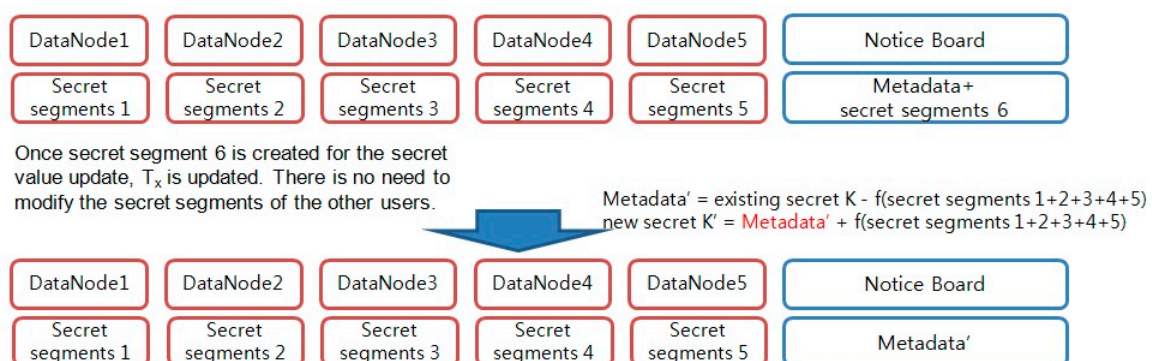 DataNode1 DataNode2 DataNode3 DataNode4 DataNode5 Notice Board
Secret segments 1
Secret segments 2
Secret segments 3
Secret segments 4
Secret segments 5
Metadata+
secret segments 6
Once secret segment 6 is created for the secret
value update, Tx is updated. There is no need to
modify the secret segments of the other users.
Metadata' = existing secret K - f(secret segments 1+2+3+4+5)
new secret K' = Metadata' + f(secret segments 1+2+3+4+5)
DataNode1 DataNode2 DataNode3 DataNode4 DataNode5 Notice Board
Secret segments 1
Secret segments 2
Secret segments 3
Secret segments 4
Secret segments 5
Metadata'